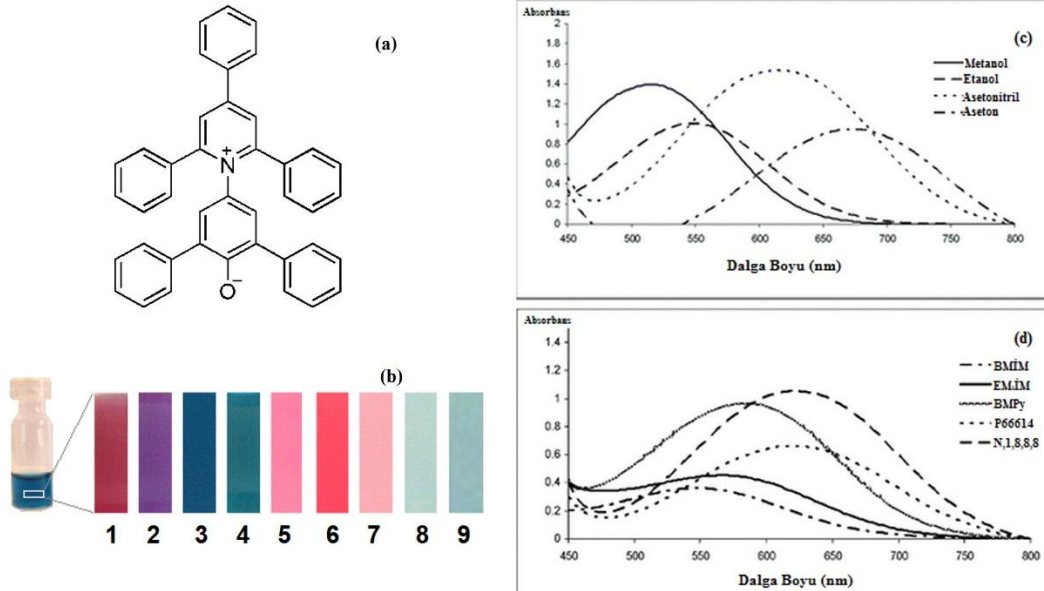 (a)
N
+
O
−
(b)
1 2 3 4 5 6 7 8 9
Absorbans
(c)
2
1.8
1.6
1.4
1.2
1
0.8
0.6
0.4
0.2
0
450 500 550 600 650 700 750 800
Metanol
Etanol
Asetonitril
Aseton
Dalga Boyu (nm)
Absorbans
(d)
1.4
1.2
1
0.8
0.6
0.4
0.2
0
450 500 550 600 650 700 750 800
BMİM
EMİM
BMPy
P66614
N,1,8,8,8
Dalga Boyu (nm)